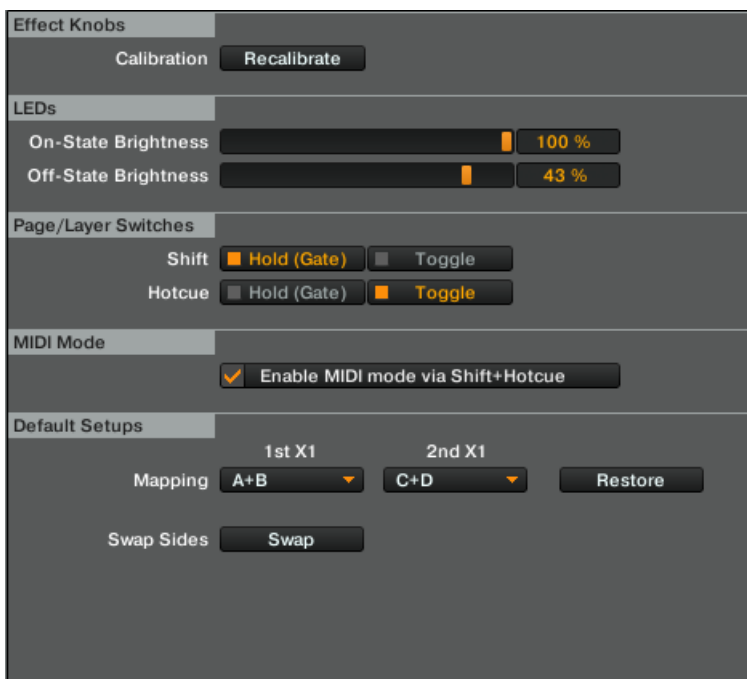 Effect Knobs
Calibration Recalibrate
LEDs
On-State Brightness 100 %
Off-State Brightness 43 %
Page/Layer Switches
Shift Hold (Gate) Toggle
Hotcue Hold (Gate) Toggle
MIDI Mode
Enable MIDI mode via Shift+Hotcue
Default Setups
1st X1 2nd X1
Mapping A+B C+D Restore
Swap Sides Swap